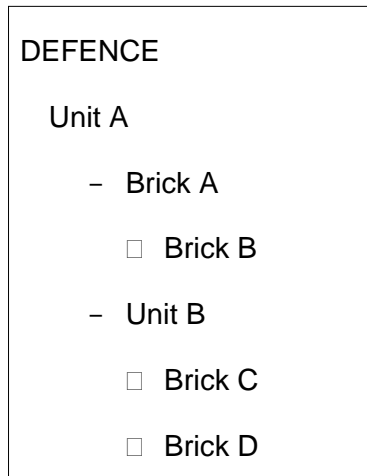 DEFENCE
Unit A
– Brick A
□ Brick B
– Unit B
□ Brick C
□ Brick D